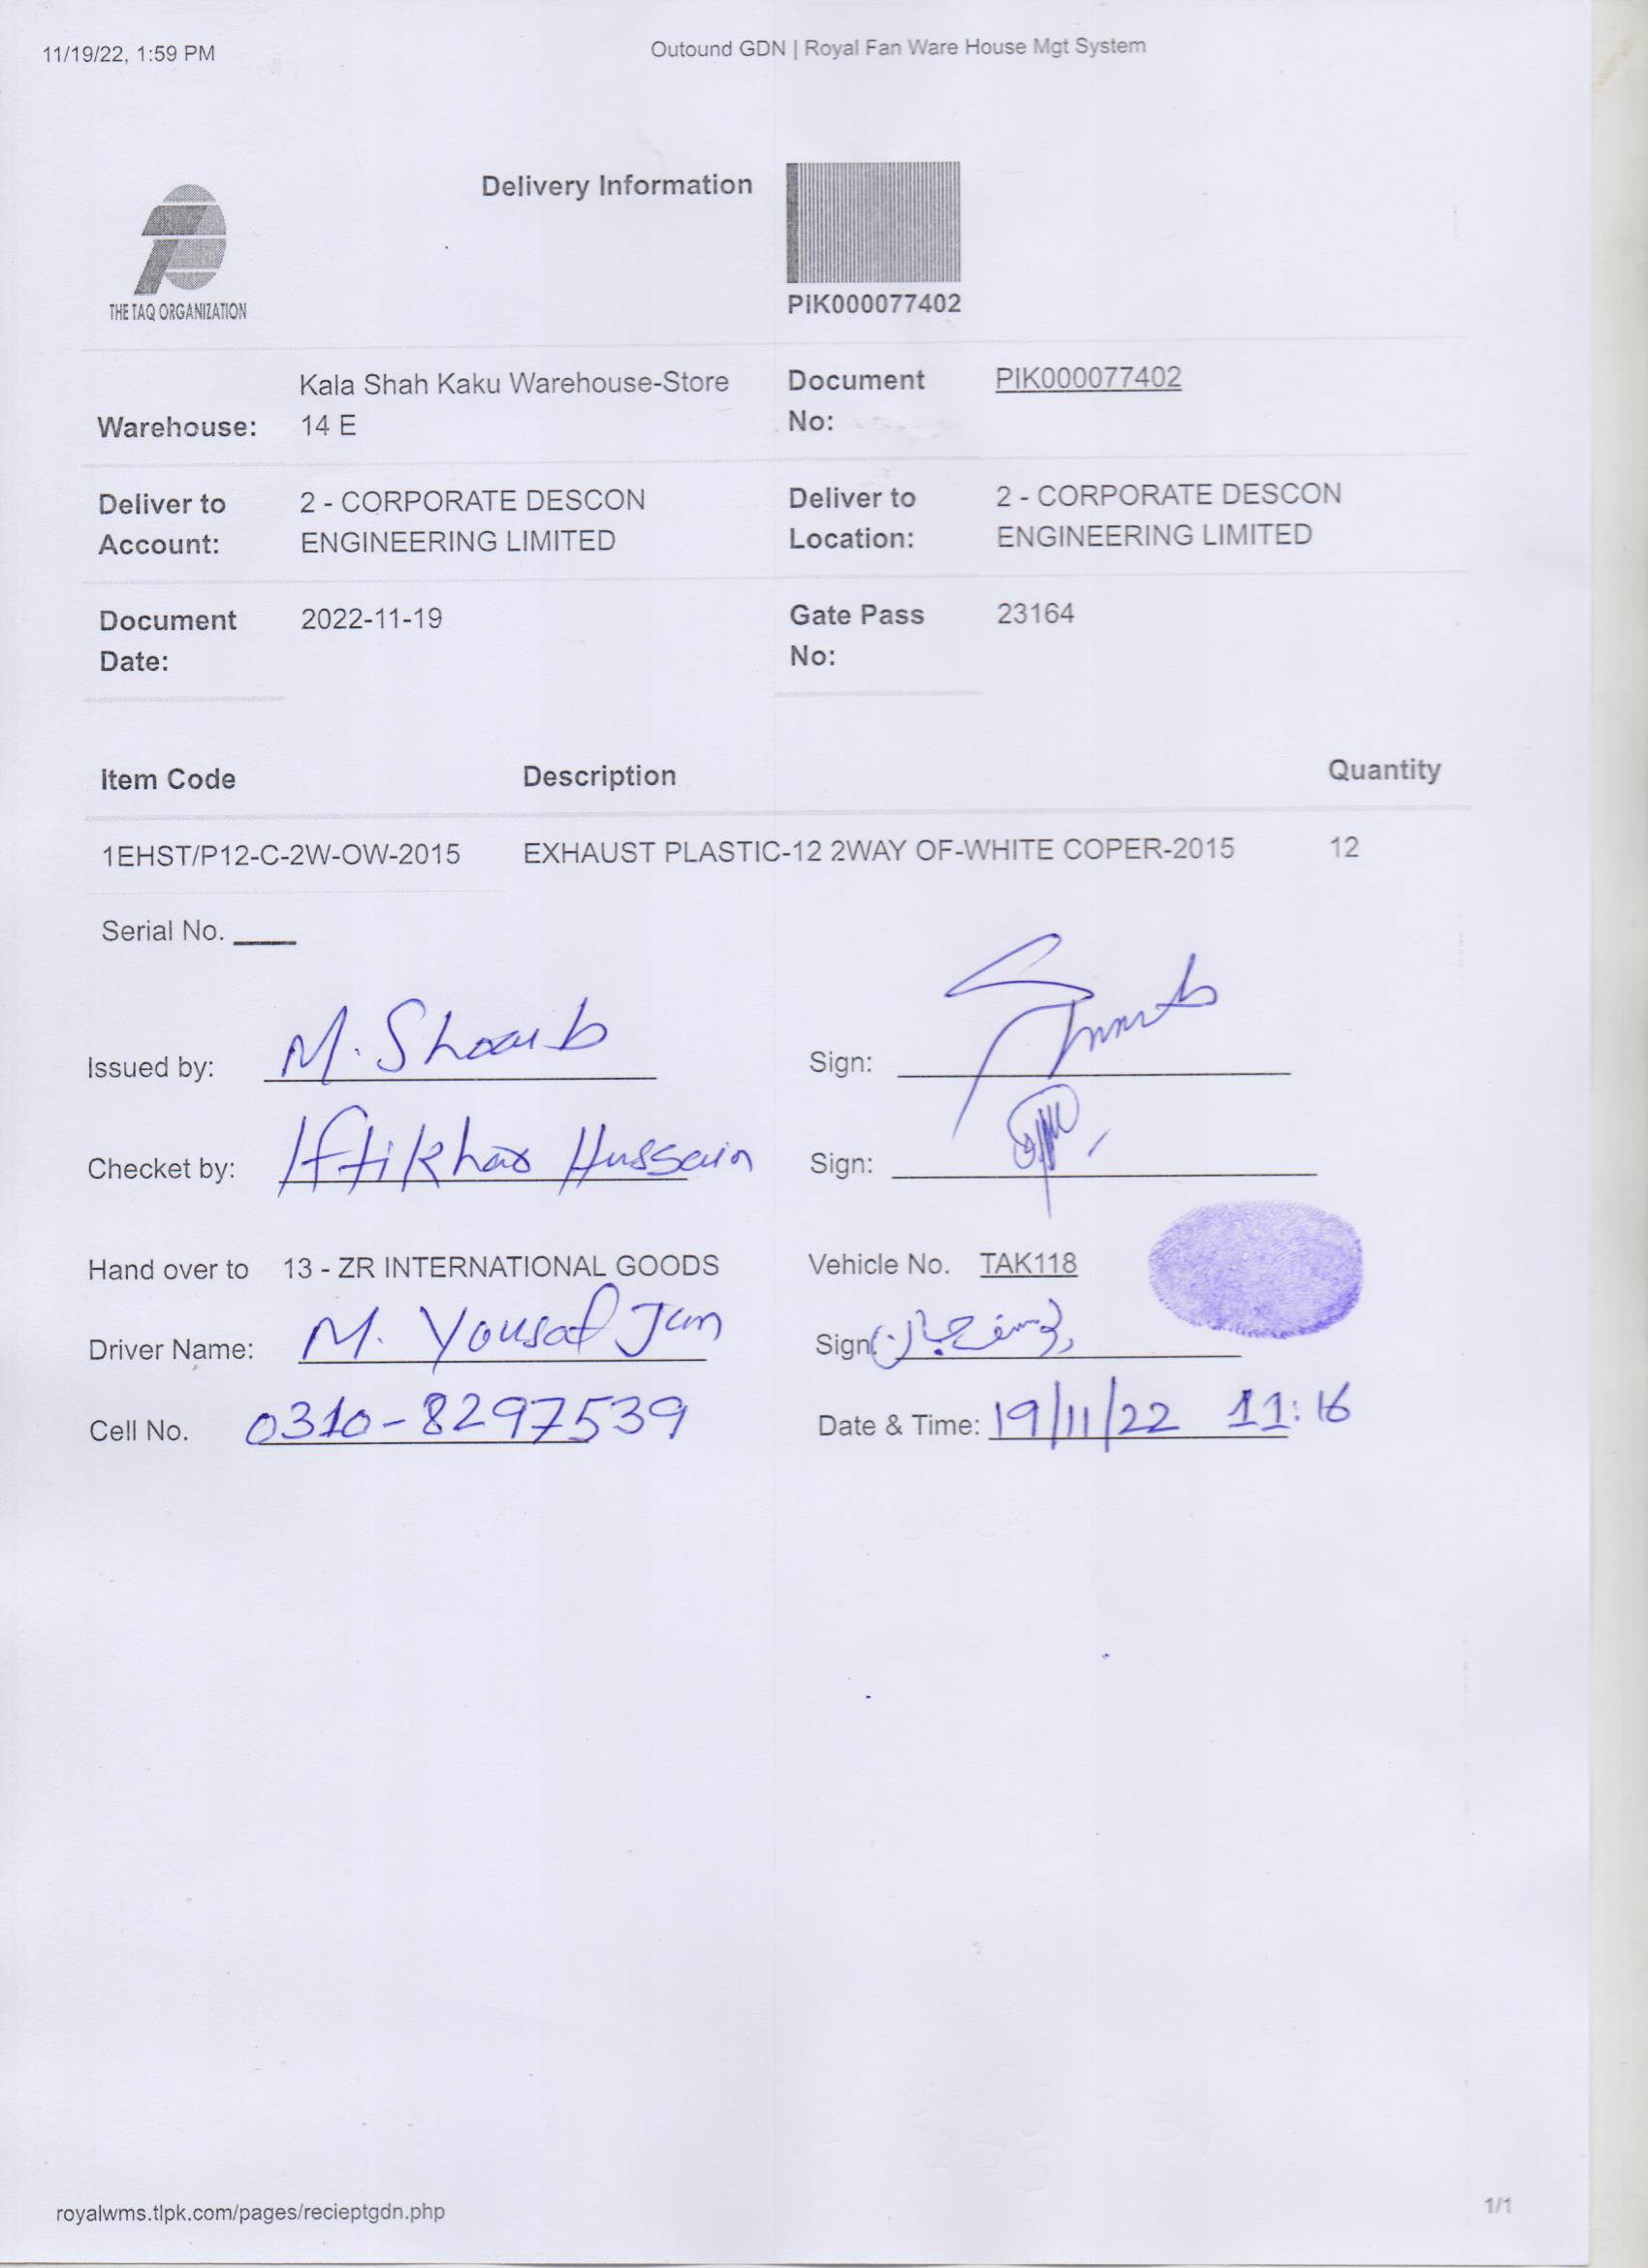 11/19/22, 1:59 PM
Outound GDN | Royal Fan Ware House Mgt System
Delivery Information
THE TAQ ORGANIZATION
PIK000077402
Warehouse: Kala Shah Kaku Warehouse-Store 14 E
Document No: PIK000077402
Deliver to Account: 2 - CORPORATE DESCON ENGINEERING LIMITED
Deliver to Location: 2 - CORPORATE DESCON ENGINEERING LIMITED
Document Date: 2022-11-19
Gate Pass No: 23164
Item Code Description Quantity
1EHST/P12-C-2W-OW-2015 EXHAUST PLASTIC-12 2WAY OF-WHITE COPER-2015 12
Serial No.
Issued by: M. Shoaib Sign:
Checket by: Iftikhar Hussain Sign:
Hand over to 13 - ZR INTERNATIONAL GOODS Vehicle No. TAK118
Driver Name: M. Yousaf Jan Sign: یوسف جان
Cell No. 0310-8297539 Date & Time: 19/11/22 11:16
royalwms.tlpk.com/pages/recieptgdn.php 1/1